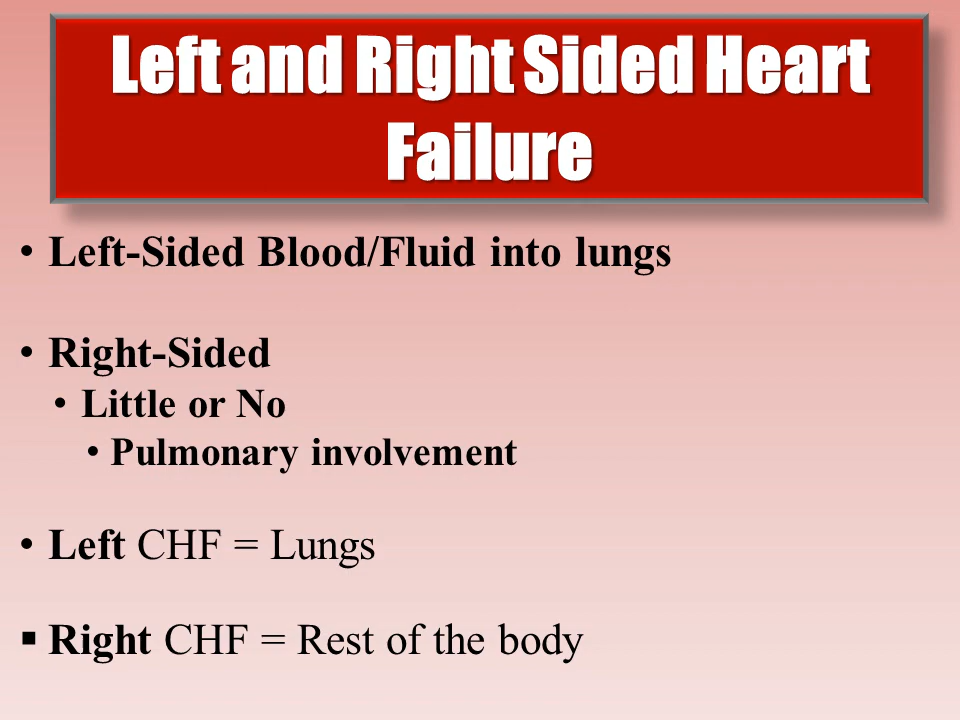 Left and Right Sided Heart
Failure
• Left-Sided Blood/Fluid into lungs
• Right-Sided
• Little or No
• Pulmonary involvement
• Left CHF = Lungs
▪ Right CHF = Rest of the body